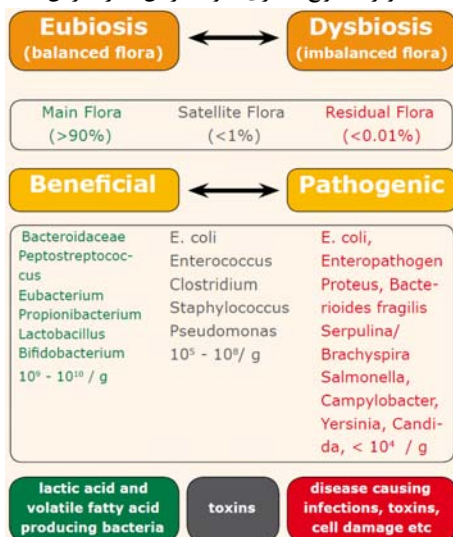 Eubiosis
(balanced flora)
Dysbiosis
(imbalanced flora)
Main Flora
(>90%)
Satellite Flora
(<1%)
Residual Flora
(<0.01%)
Beneficial
Pathogenic
Bacteroidaceae
Peptostreptococ-
cus
Eubacterium
Propionibacterium
Lactobacillus
Bifidobacterium
10⁹ - 10¹⁰ / g
E. coli
Enterococcus
Clostridium
Staphylococcus
Pseudomonas
10⁵ - 10⁸/ g
E. coli,
Enteropathogen
Proteus, Bacte-
rioides fragilis
Serpulina/
Brachyspira
Salmonella,
Campylobacter,
Yersinia, Candi-
da, < 10⁴ / g
lactic acid and
volatile fatty acid
producing bacteria
toxins
disease causing
infections, toxins,
cell damage etc